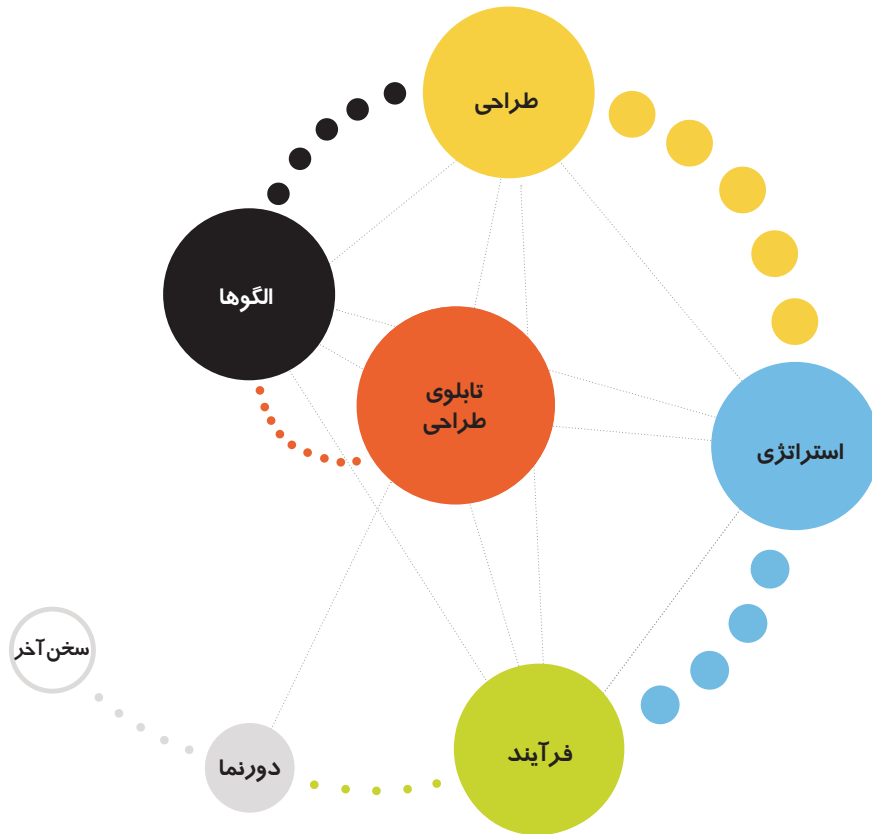 طراحی
الگوها
تابلوی
طراحی
استراتژی
سخن آخر
فرآیند
دورنما